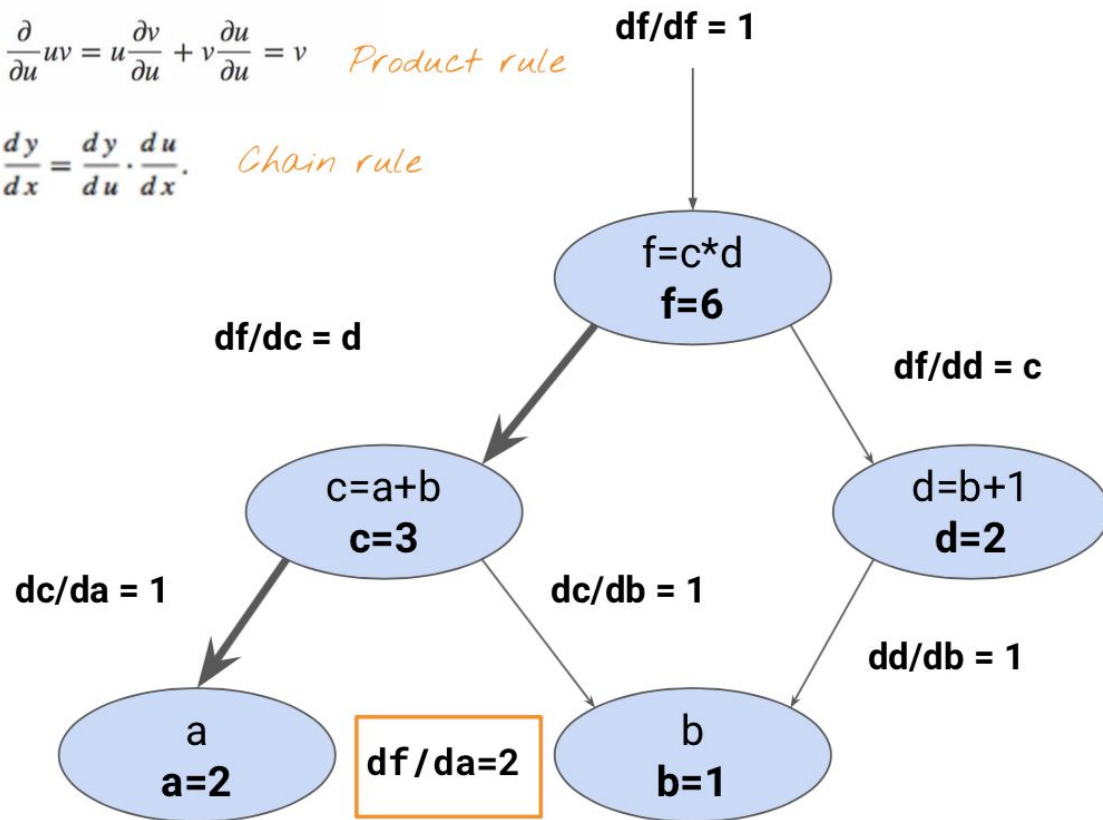 ∂/∂u uv = u ∂v/∂u + v ∂u/∂u = v Product rule
dy/dx = dy/du · du/dx. Chain rule
df/df = 1
f=c*d
f=6
df/dc = d
df/dd = c
c=a+b
c=3
d=b+1
d=2
dc/da = 1
dc/db = 1
dd/db = 1
a
a=2
df/da=2
b
b=1